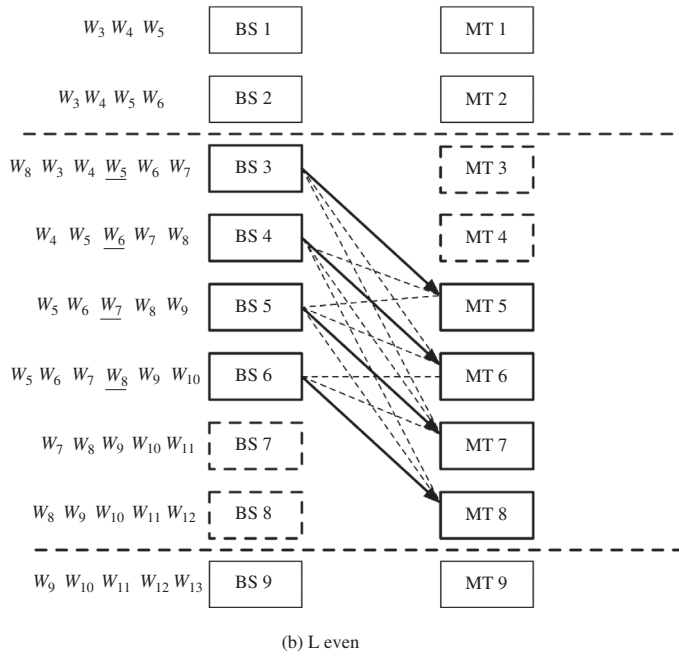 W3 W4 W5 BS 1 MT 1
W3 W4 W5 W6 BS 2 MT 2
W8 W3 W4 W5 W6 W7 BS 3 MT 3
W4 W5 W6 W7 W8 BS 4 MT 4
W5 W6 W7 W8 W9 BS 5 MT 5
W5 W6 W7 W8 W9 W10 BS 6 MT 6
W7 W8 W9 W10 W11 BS 7 MT 7
W8 W9 W10 W11 W12 BS 8 MT 8
W9 W10 W11 W12 W13 BS 9 MT 9
(b) L even